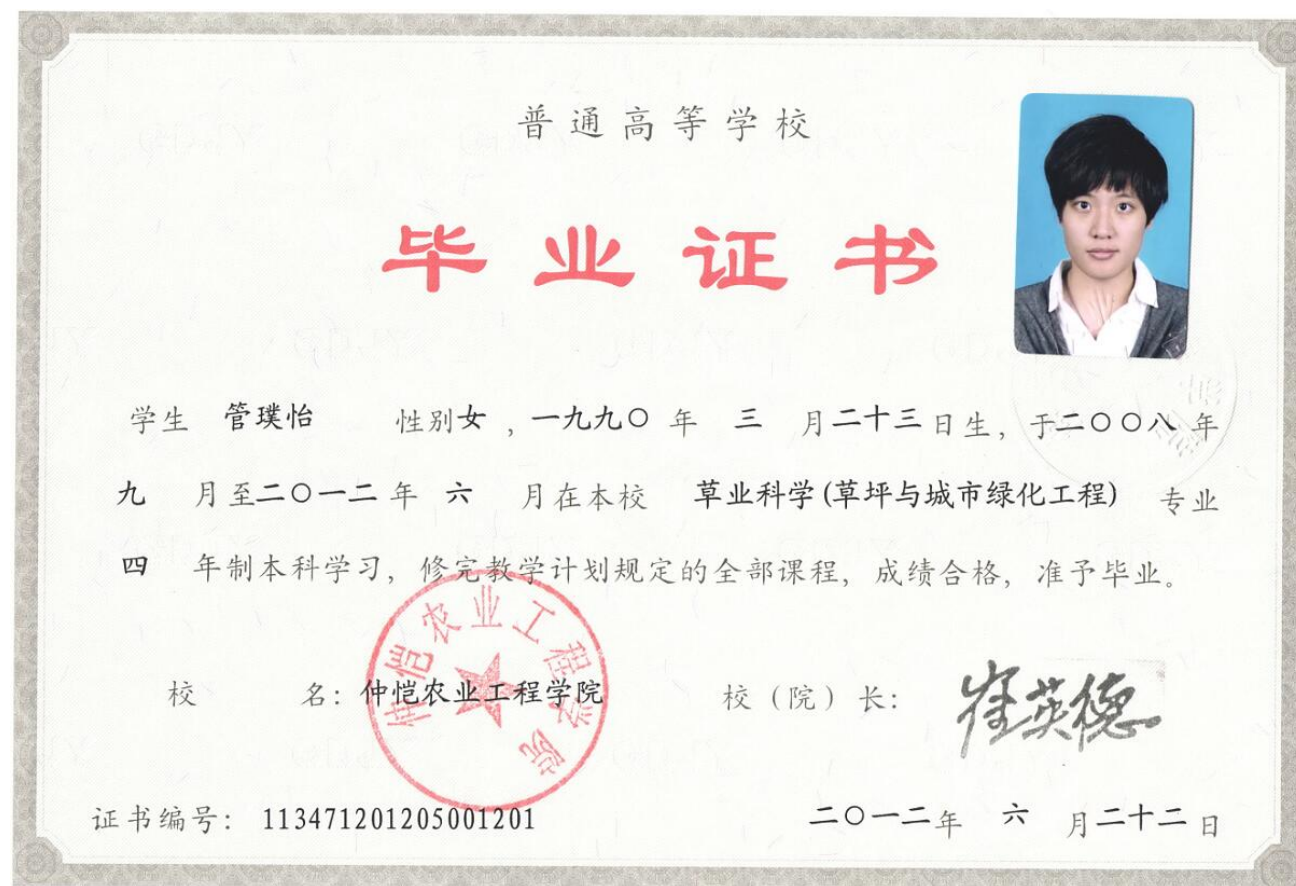 普通高等学校
毕业证书
学生 管璞怡 性别女，一九九〇年 三 月二十三日生，于二〇〇八年
九 月至二〇一二年 六 月在本校 草业科学(草坪与城市绿化工程) 专业
四 年制本科学习，修完教学计划规定的全部课程，成绩合格，准予毕业。
仲恺农业工程学院
校 名：仲恺农业工程学院 校（院）长：崔英德
证书编号：113471201205001201 二〇一二年 六 月二十二日